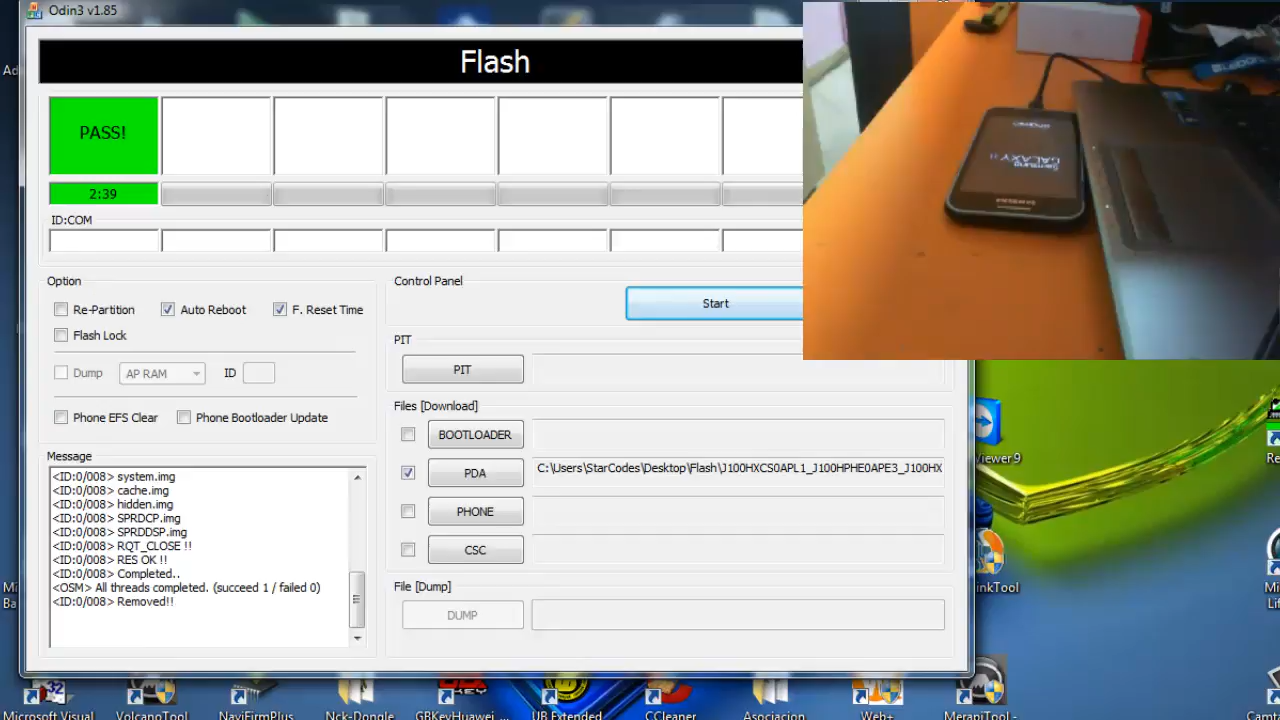 Odin3 v1.85
Flash
PASS!
2:39
ID:COM
Option
Re-Partition
Auto Reboot
F. Reset Time
Flash Lock
Dump
AP RAM
ID
Phone EFS Clear
Phone Bootloader Update
Message
<ID:0/008> system.img
<ID:0/008> cache.img
<ID:0/008> hidden.img
<ID:0/008> SPRDCP.img
<ID:0/008> SPRDDSP.img
<ID:0/008> RQT_CLOSE !!
<ID:0/008> RES OK !!
<ID:0/008> Completed..
<OSM> All threads completed. (succeed 1 / failed 0)
<ID:0/008> Removed!!
Control Panel
Start
PIT
PIT
Files [Download]
BOOTLOADER
PDA
C:\Users\StarCodes\Desktop\Flash\J100HXCS0APL1_J100HPHE0APE3_J100HX
PHONE
CSC
File [Dump]
DUMP
SAMSUNG
Samsung
GALAXY
Viewer 9
nkTool
Microsoft Visual
VolcanoTool
NaviFirmPlus
Nck-Dongle
GBKeyHuawei ...
UB Extended
CCleaner
Asociacion
Web+
MerapiTool -